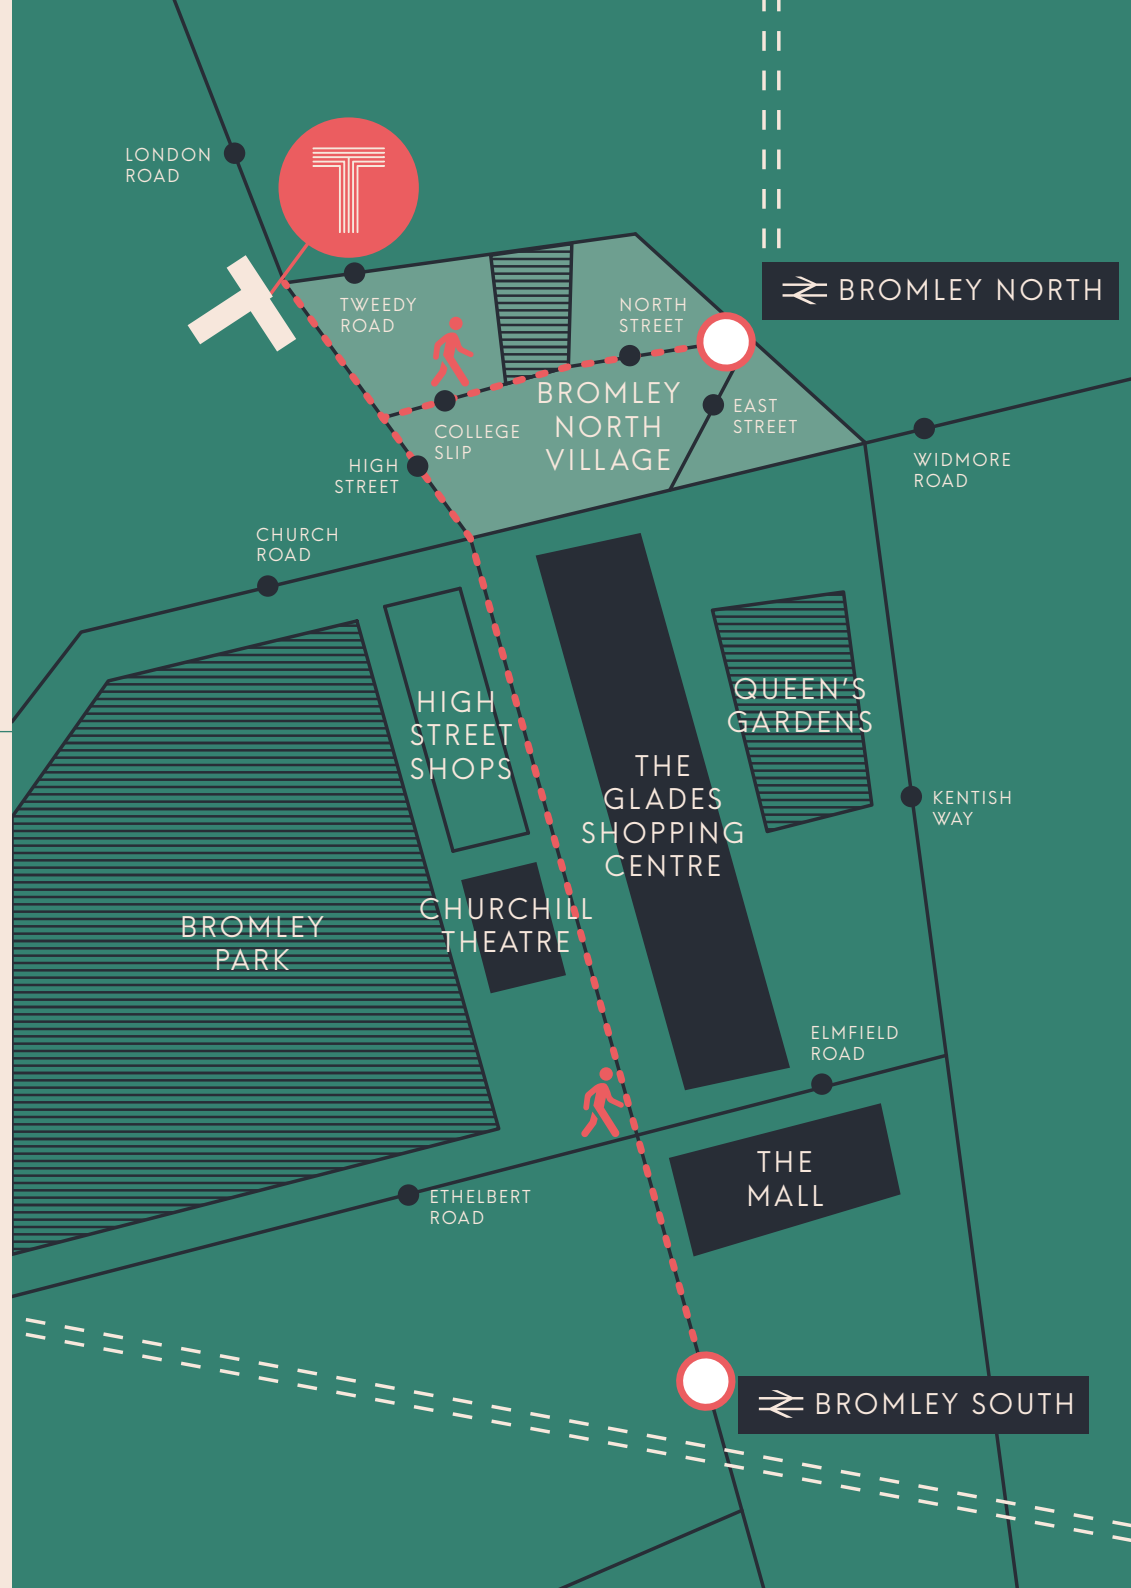 LONDON
ROAD
T
BROMLEY NORTH
TWEEDY
ROAD
NORTH
STREET
BROMLEY
NORTH
VILLAGE
EAST
STREET
COLLEGE
SLIP
HIGH
STREET
WIDMORE
ROAD
CHURCH
ROAD
HIGH
STREET
SHOPS
QUEEN'S
GARDENS
THE
GLADES
SHOPPING
CENTRE
KENTISH
WAY
CHURCHILL
THEATRE
BROMLEY
PARK
ELMFIELD
ROAD
THE
MALL
ETHELBERT
ROAD
BROMLEY SOUTH